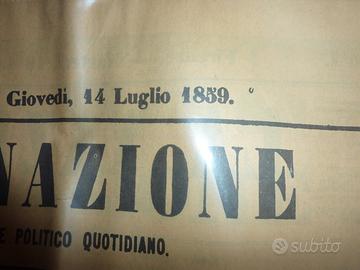 Giovedì, 14 Luglio 1859.
NAZIONE
E POLITICO QUOTIDIANO.
subito